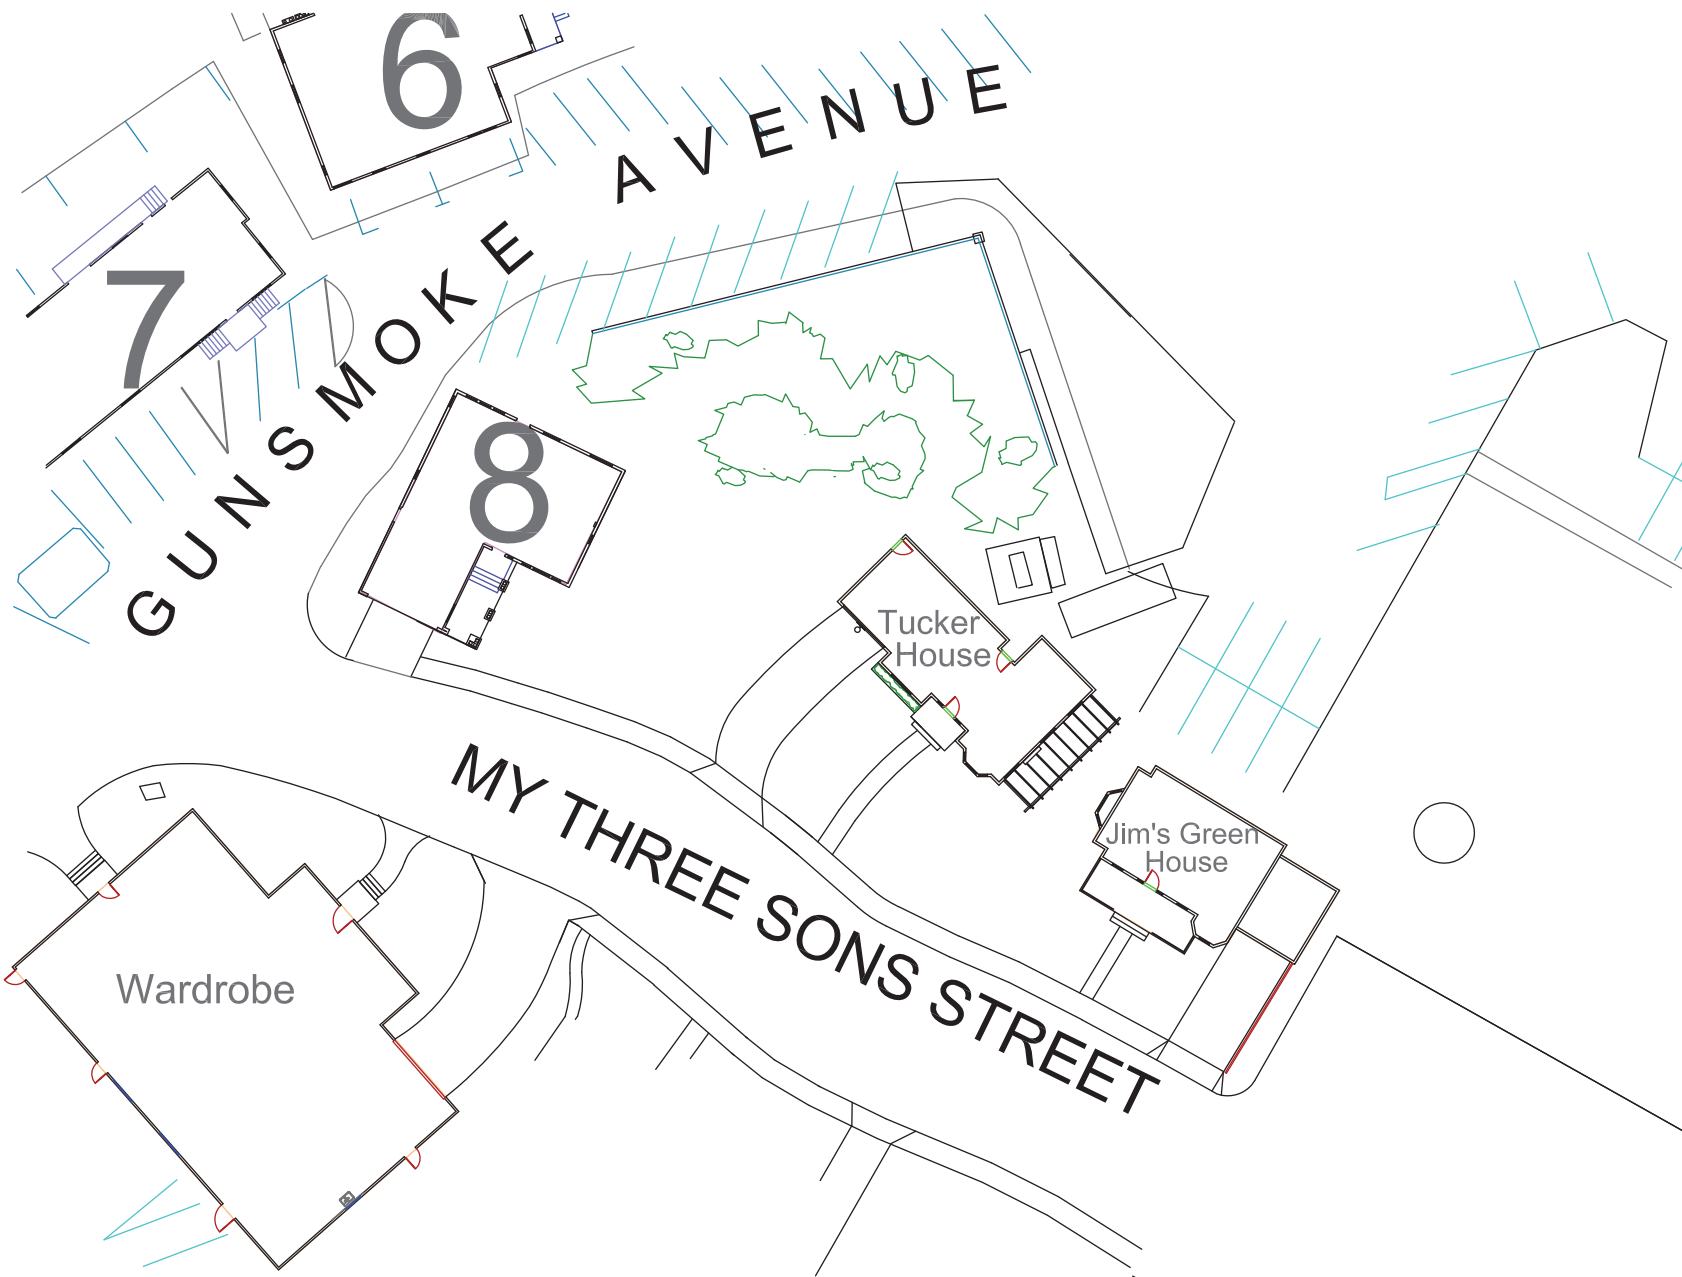 6
GUNSMOKE AVENUE
7
8
Tucker
House
MY THREE SONS STREET
Jim's Green
House
Wardrobe